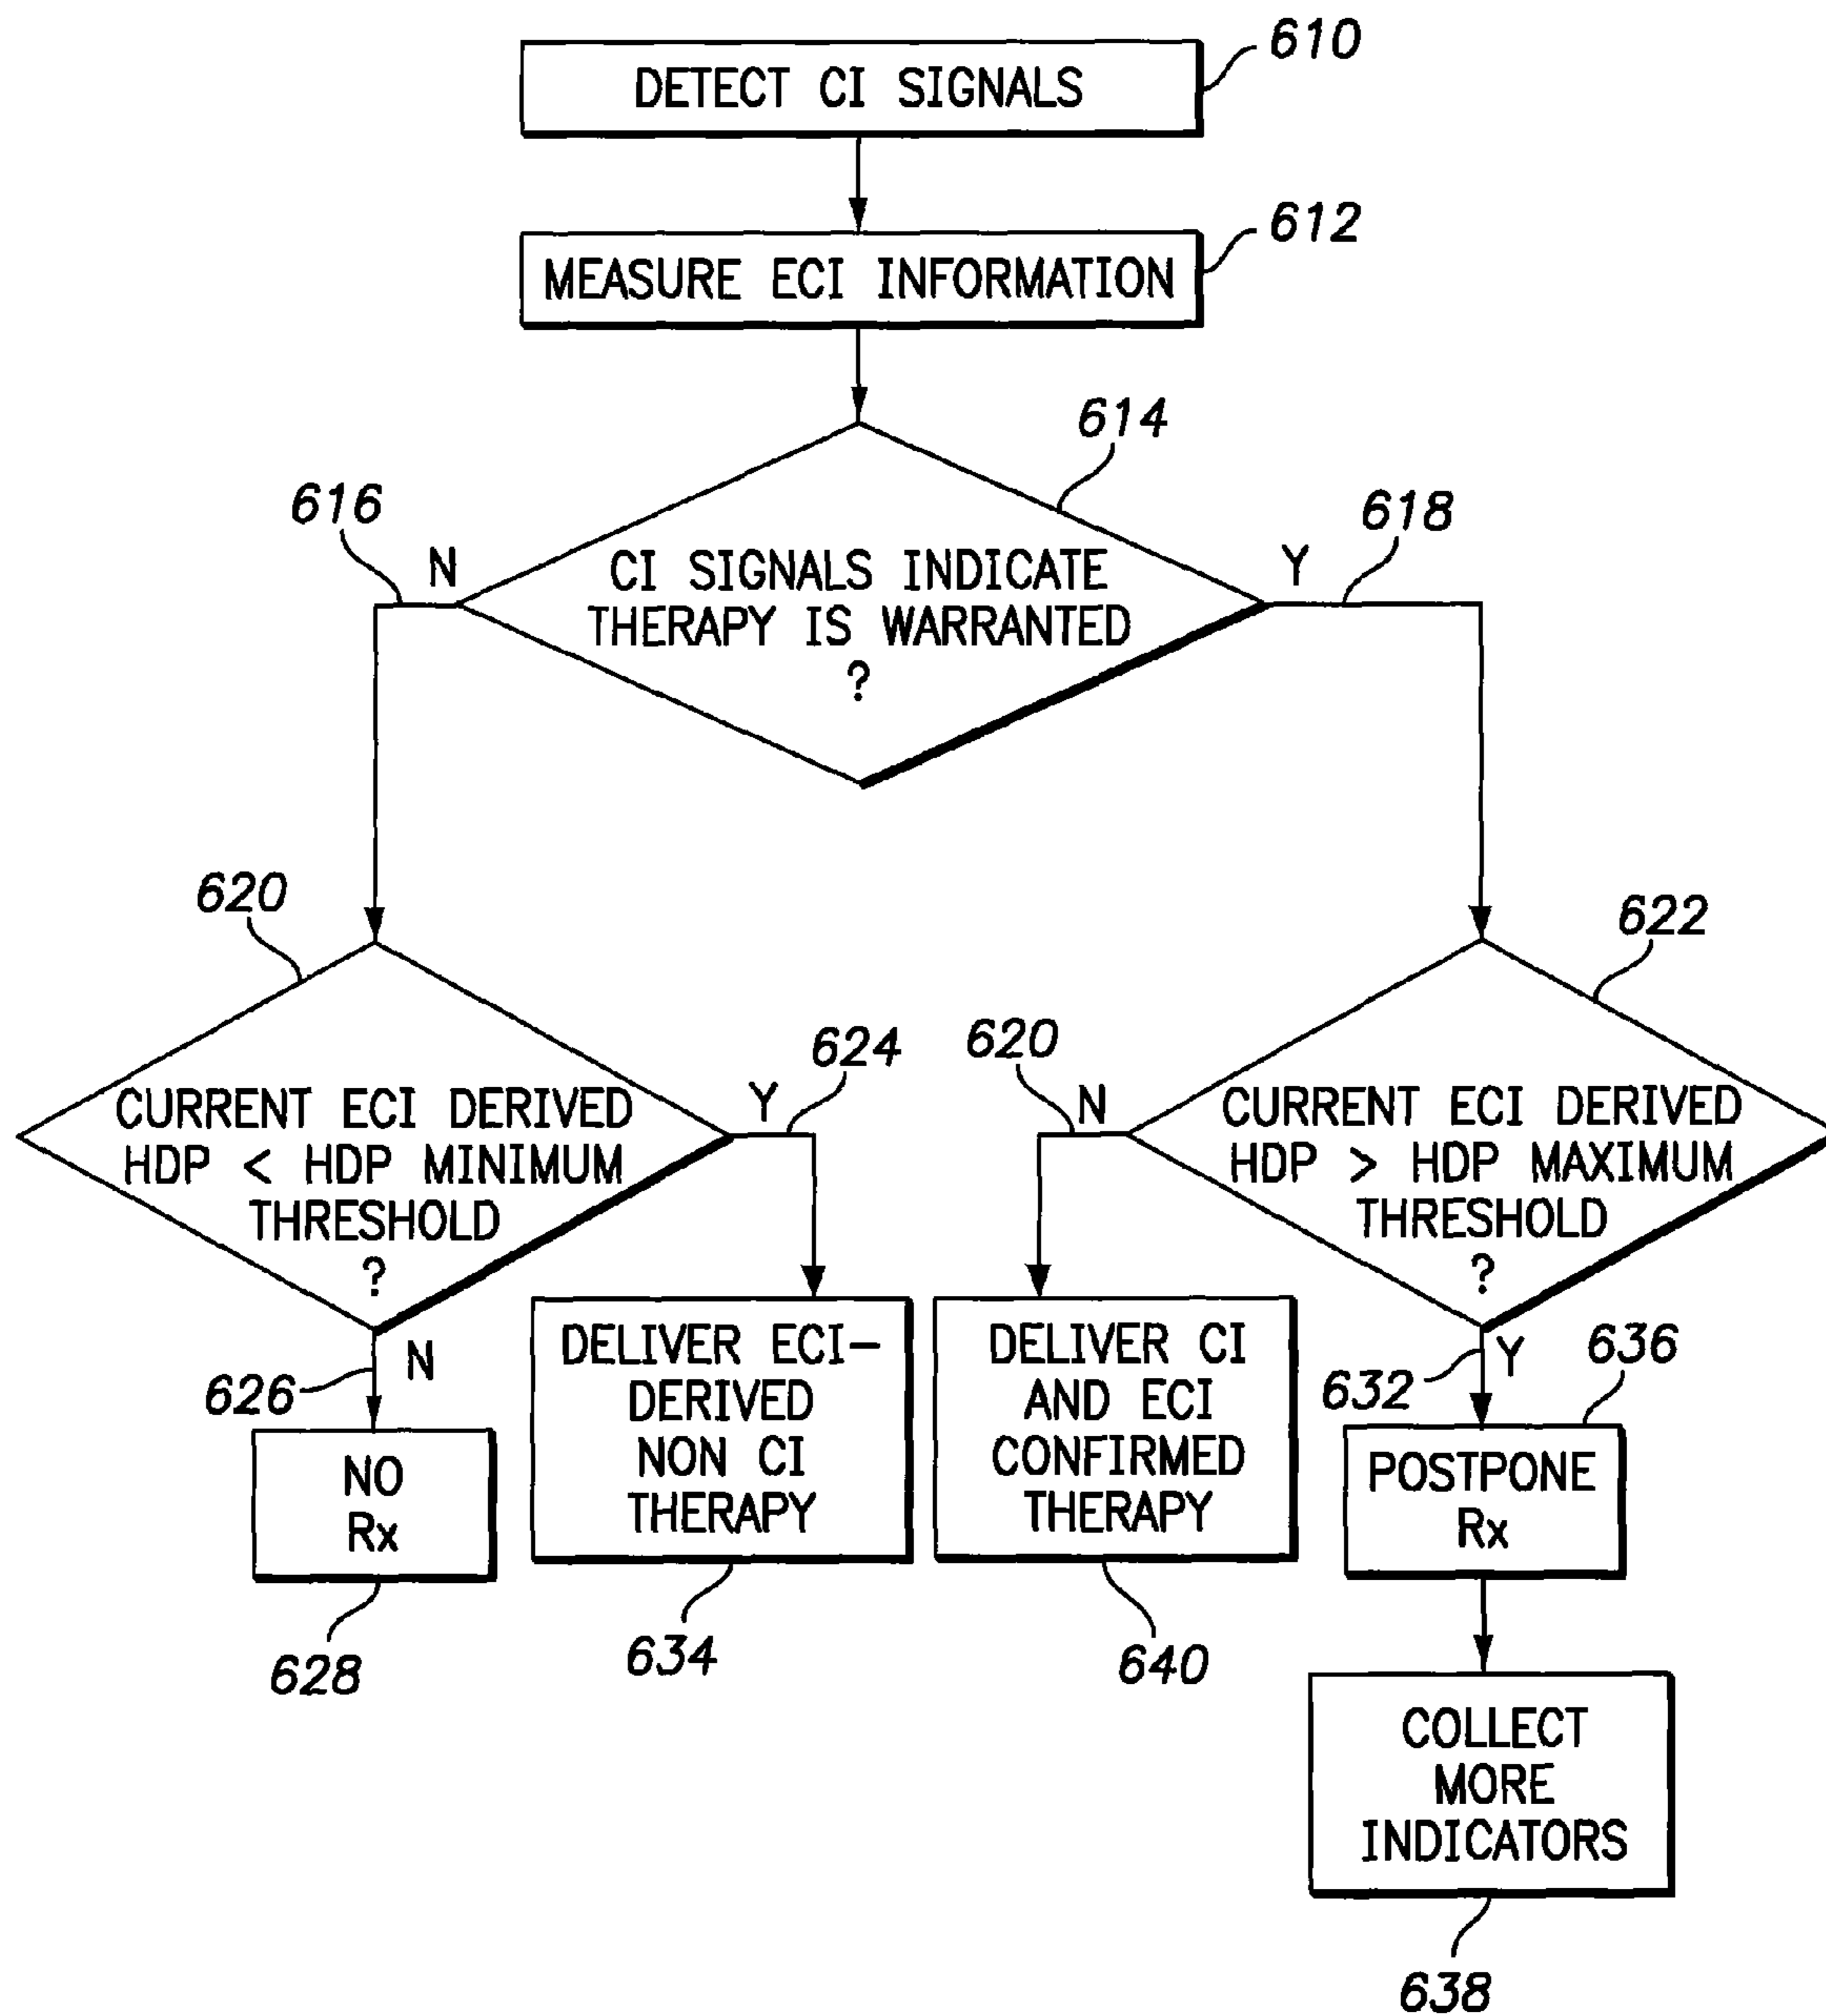 610
DETECT CI SIGNALS
612
MEASURE ECI INFORMATION
614
616
618
N
Y
CI SIGNALS INDICATE
THERAPY IS WARRANTED
?
620
622
624
620
Y
N
CURRENT ECI DERIVED
HDP < HDP MINIMUM
THRESHOLD
?
CURRENT ECI DERIVED
HDP > HDP MAXIMUM
THRESHOLD
?
N
626
NO
Rx
628
DELIVER ECI-
DERIVED
NON CI
THERAPY
634
DELIVER CI
AND ECI
CONFIRMED
THERAPY
640
Y
632
636
POSTPONE
Rx
COLLECT
MORE
INDICATORS
638